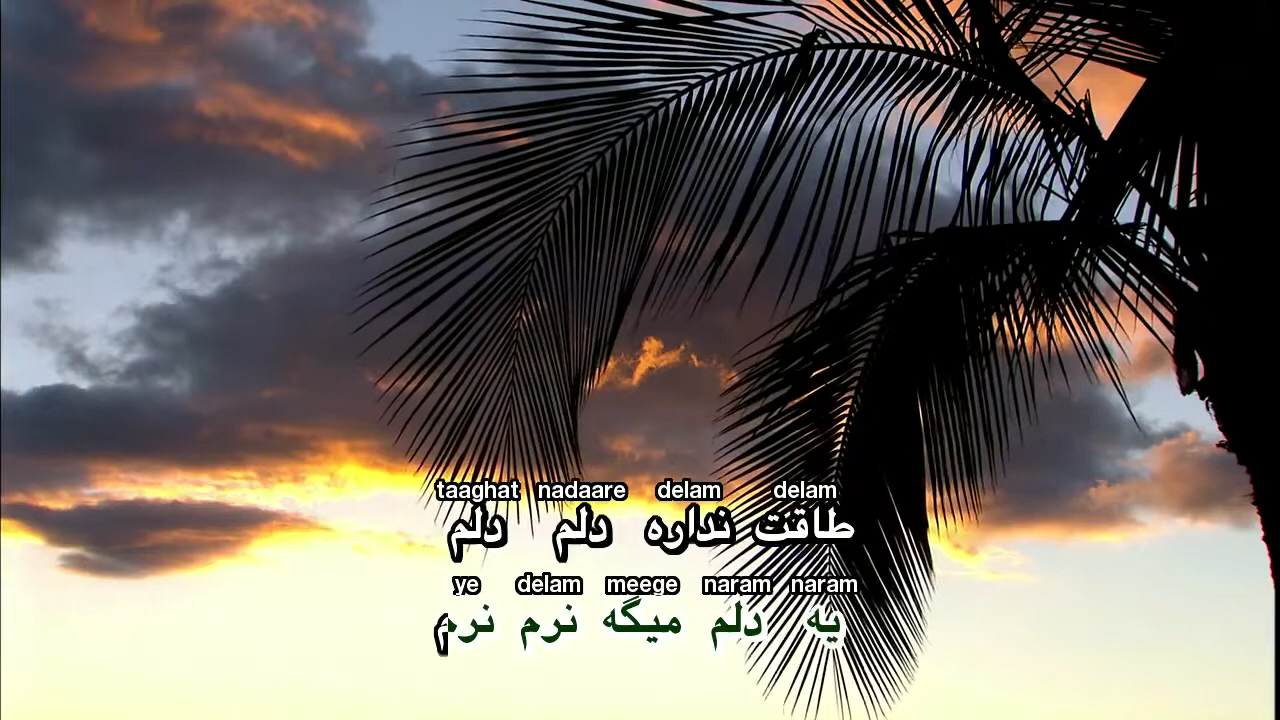 taaghat nadaare delam delam
طاقت نداره دلم دلم
ye delam meege naram naram
یه دلم میگه نرم نرم